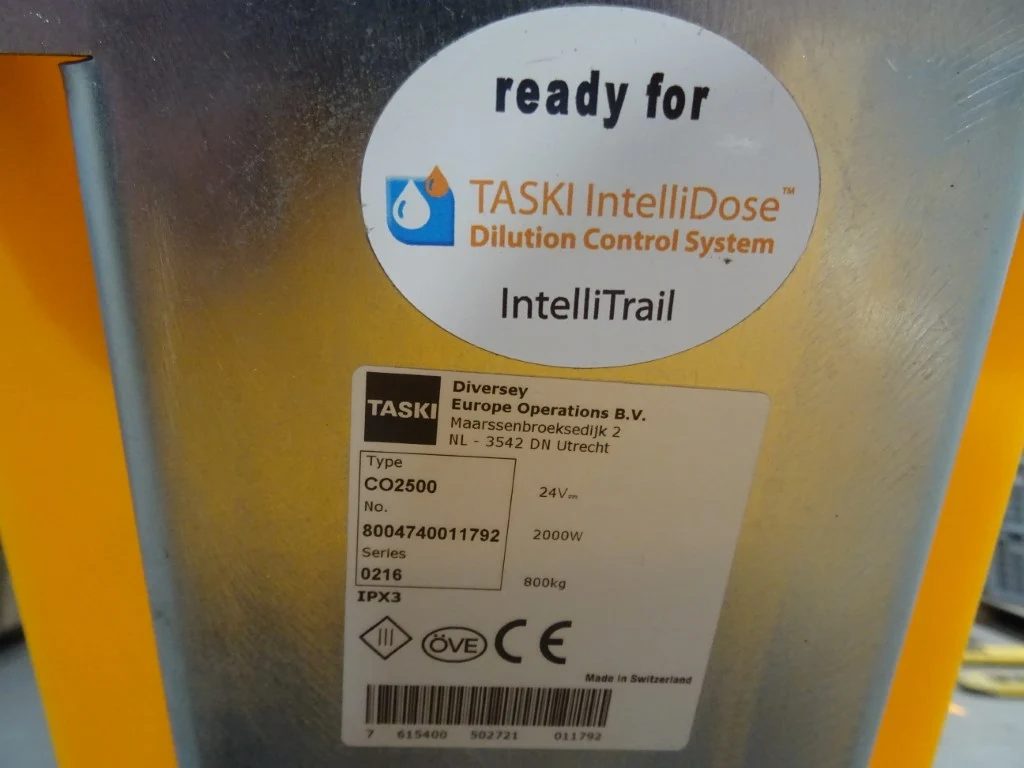 ready for
TASKI IntelliDose™
Dilution Control System
IntelliTrail
TASKI
Diversey
Europe Operations B.V.
Maarssenbroeksedijk 2
NL - 3542 DN Utrecht
Type
CO2500
24V⎓
No.
8004740011792
2000W
Series
0216
800kg
IPX3
III
ÖVE
CE
Made in Switzerland
7 615400 502721 011792